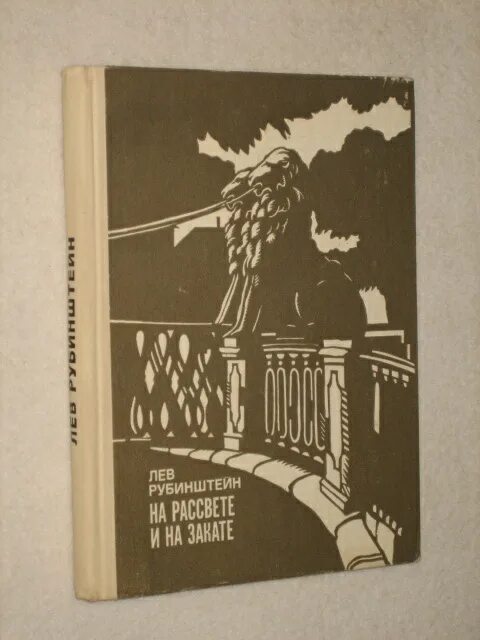 ЛЕВ РУБИНШТЕЙН
ЛЕВ
РУБИНШТЕЙН
НА РАССВЕТЕ
И НА ЗАКАТЕ